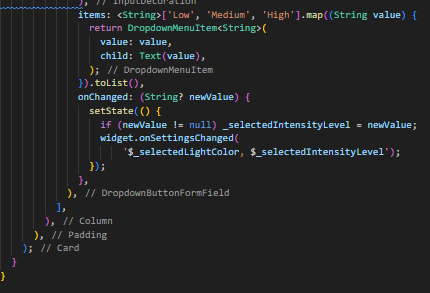 ), // InputDecoration
items: <String>['Low', 'Medium', 'High'].map((String value) {
return DropdownMenuItem<String>(
value: value,
child: Text(value),
); // DropdownMenuItem
}).toList(),
onChanged: (String? newValue) {
setState(() {
if (newValue != null) _selectedIntensityLevel = newValue;
widget.onSettingsChanged(
'$_selectedLightColor, $_selectedIntensityLevel');
});
},
), // DropdownButtonFormField
],
), // Column
), // Padding
); // Card
}
}